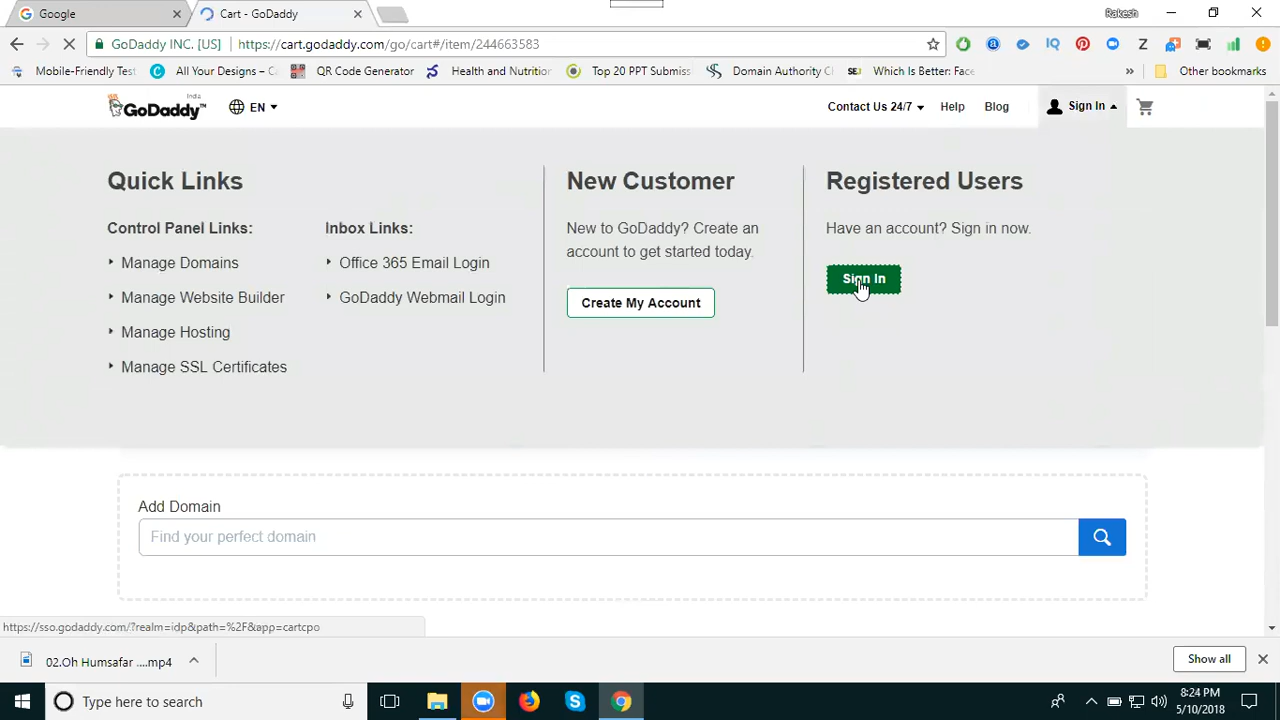 Google
Cart - GoDaddy
Rakesh
GoDaddy INC. [US]
https://cart.godaddy.com/go/cart#/item/244663583
Mobile-Friendly Test
All Your Designs – C
QR Code Generator
Health and Nutrition
Top 20 PPT Submiss
Domain Authority Cl
Which Is Better: Face
»
Other bookmarks
India
GoDaddy™
EN
Contact Us 24/7
Help
Blog
Sign In
Quick Links
Control Panel Links:
Manage Domains
Manage Website Builder
Manage Hosting
Manage SSL Certificates
Inbox Links:
Office 365 Email Login
GoDaddy Webmail Login
New Customer
New to GoDaddy? Create an
account to get started today.
Create My Account
Registered Users
Have an account? Sign in now.
Sign In
Add Domain
Find your perfect domain
https://sso.godaddy.com/?realm=idp&path=%2F&app=cartcpo
02.Oh Humsafar ....mp4
Show all
Type here to search
8:24 PM
5/10/2018